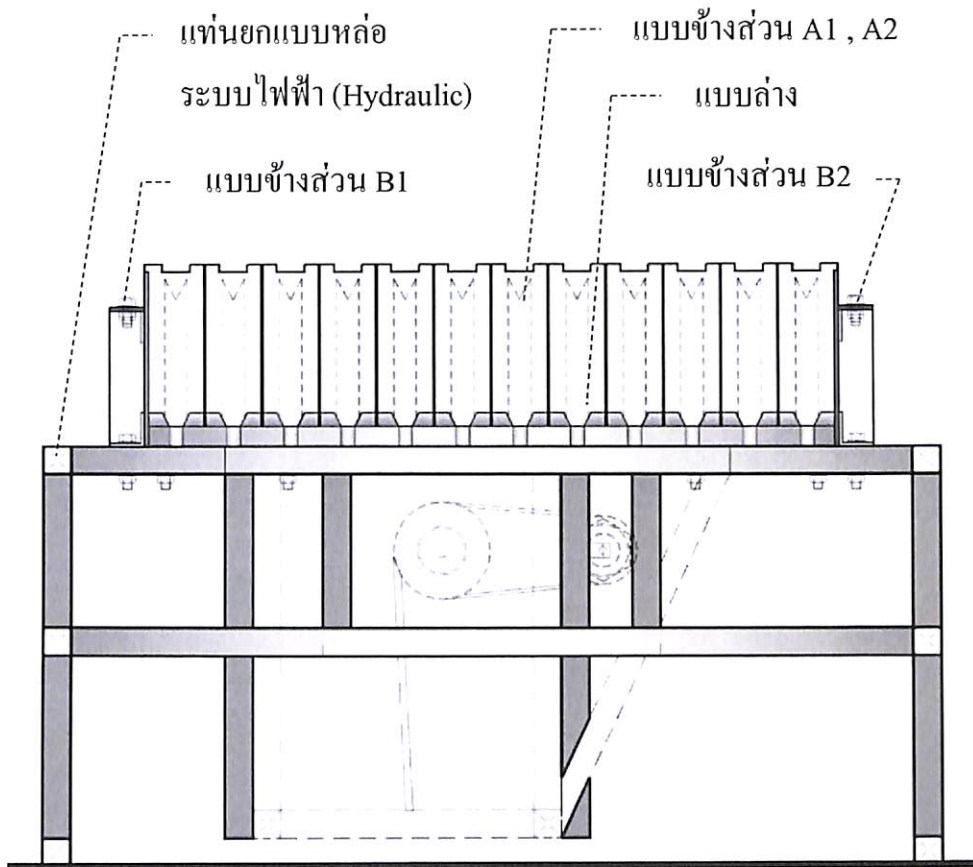 แท่นยกแบบหล่อ
ระบบไฟฟ้า (Hydraulic)
แบบข้างส่วน A1 , A2
แบบล่าง
แบบข้างส่วน B1
แบบข้างส่วน B2